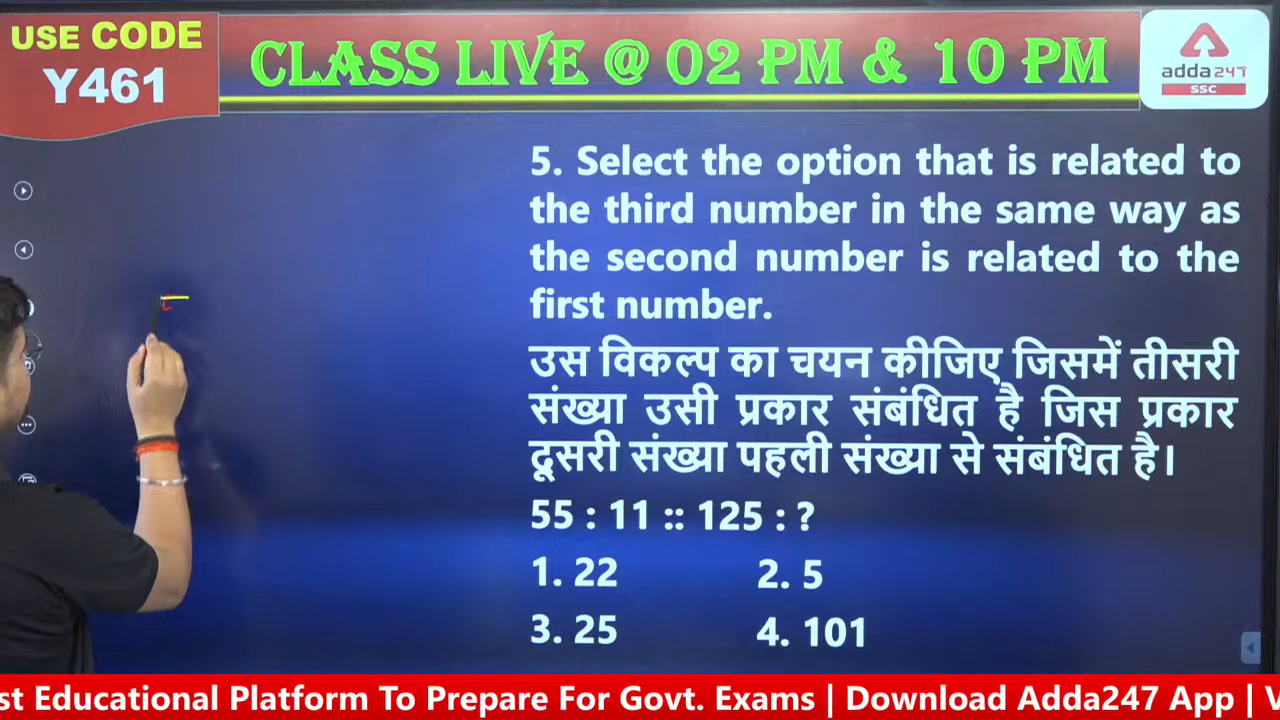 USE CODE
Y461
CLASS LIVE @ 02 PM & 10 PM
adda247
SSC
5. Select the option that is related to
the third number in the same way as
the second number is related to the
first number.
उस विकल्प का चयन कीजिए जिसमें तीसरी
संख्या उसी प्रकार संबंधित है जिस प्रकार
दूसरी संख्या पहली संख्या से संबंधित है।
55 : 11 :: 125 : ?
1. 22 2. 5
3. 25 4. 101
st Educational Platform To Prepare For Govt. Exams | Download Adda247 App | V